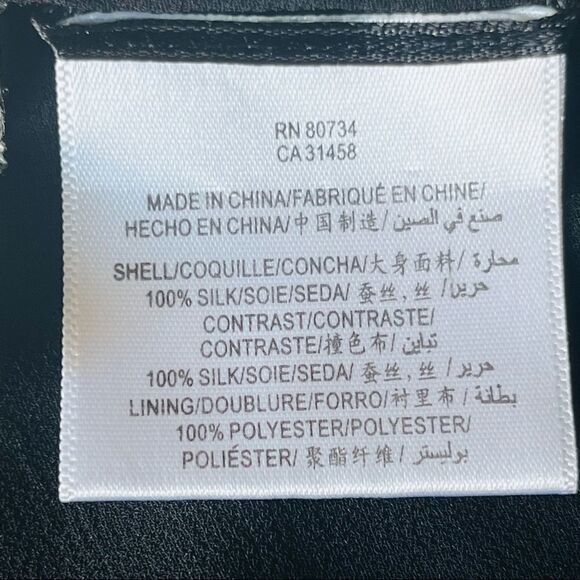 RN 80734
CA 31458
MADE IN CHINA/FABRIQUÉ EN CHINE/
HECHO EN CHINA/中国制造/صنع في الصين
SHELL/COQUILLE/CONCHA/大身面料/محارة
100% SILK/SOIE/SEDA/蚕丝,丝/حرير
CONTRAST/CONTRASTE/
CONTRASTE/撞色布/تباين
100% SILK/SOIE/SEDA/蚕丝,丝/حرير
LINING/DOUBLURE/FORRO/衬里布/بطانة
100% POLYESTER/POLYESTER/
POLIÉSTER/聚酯纤维/بوليستر